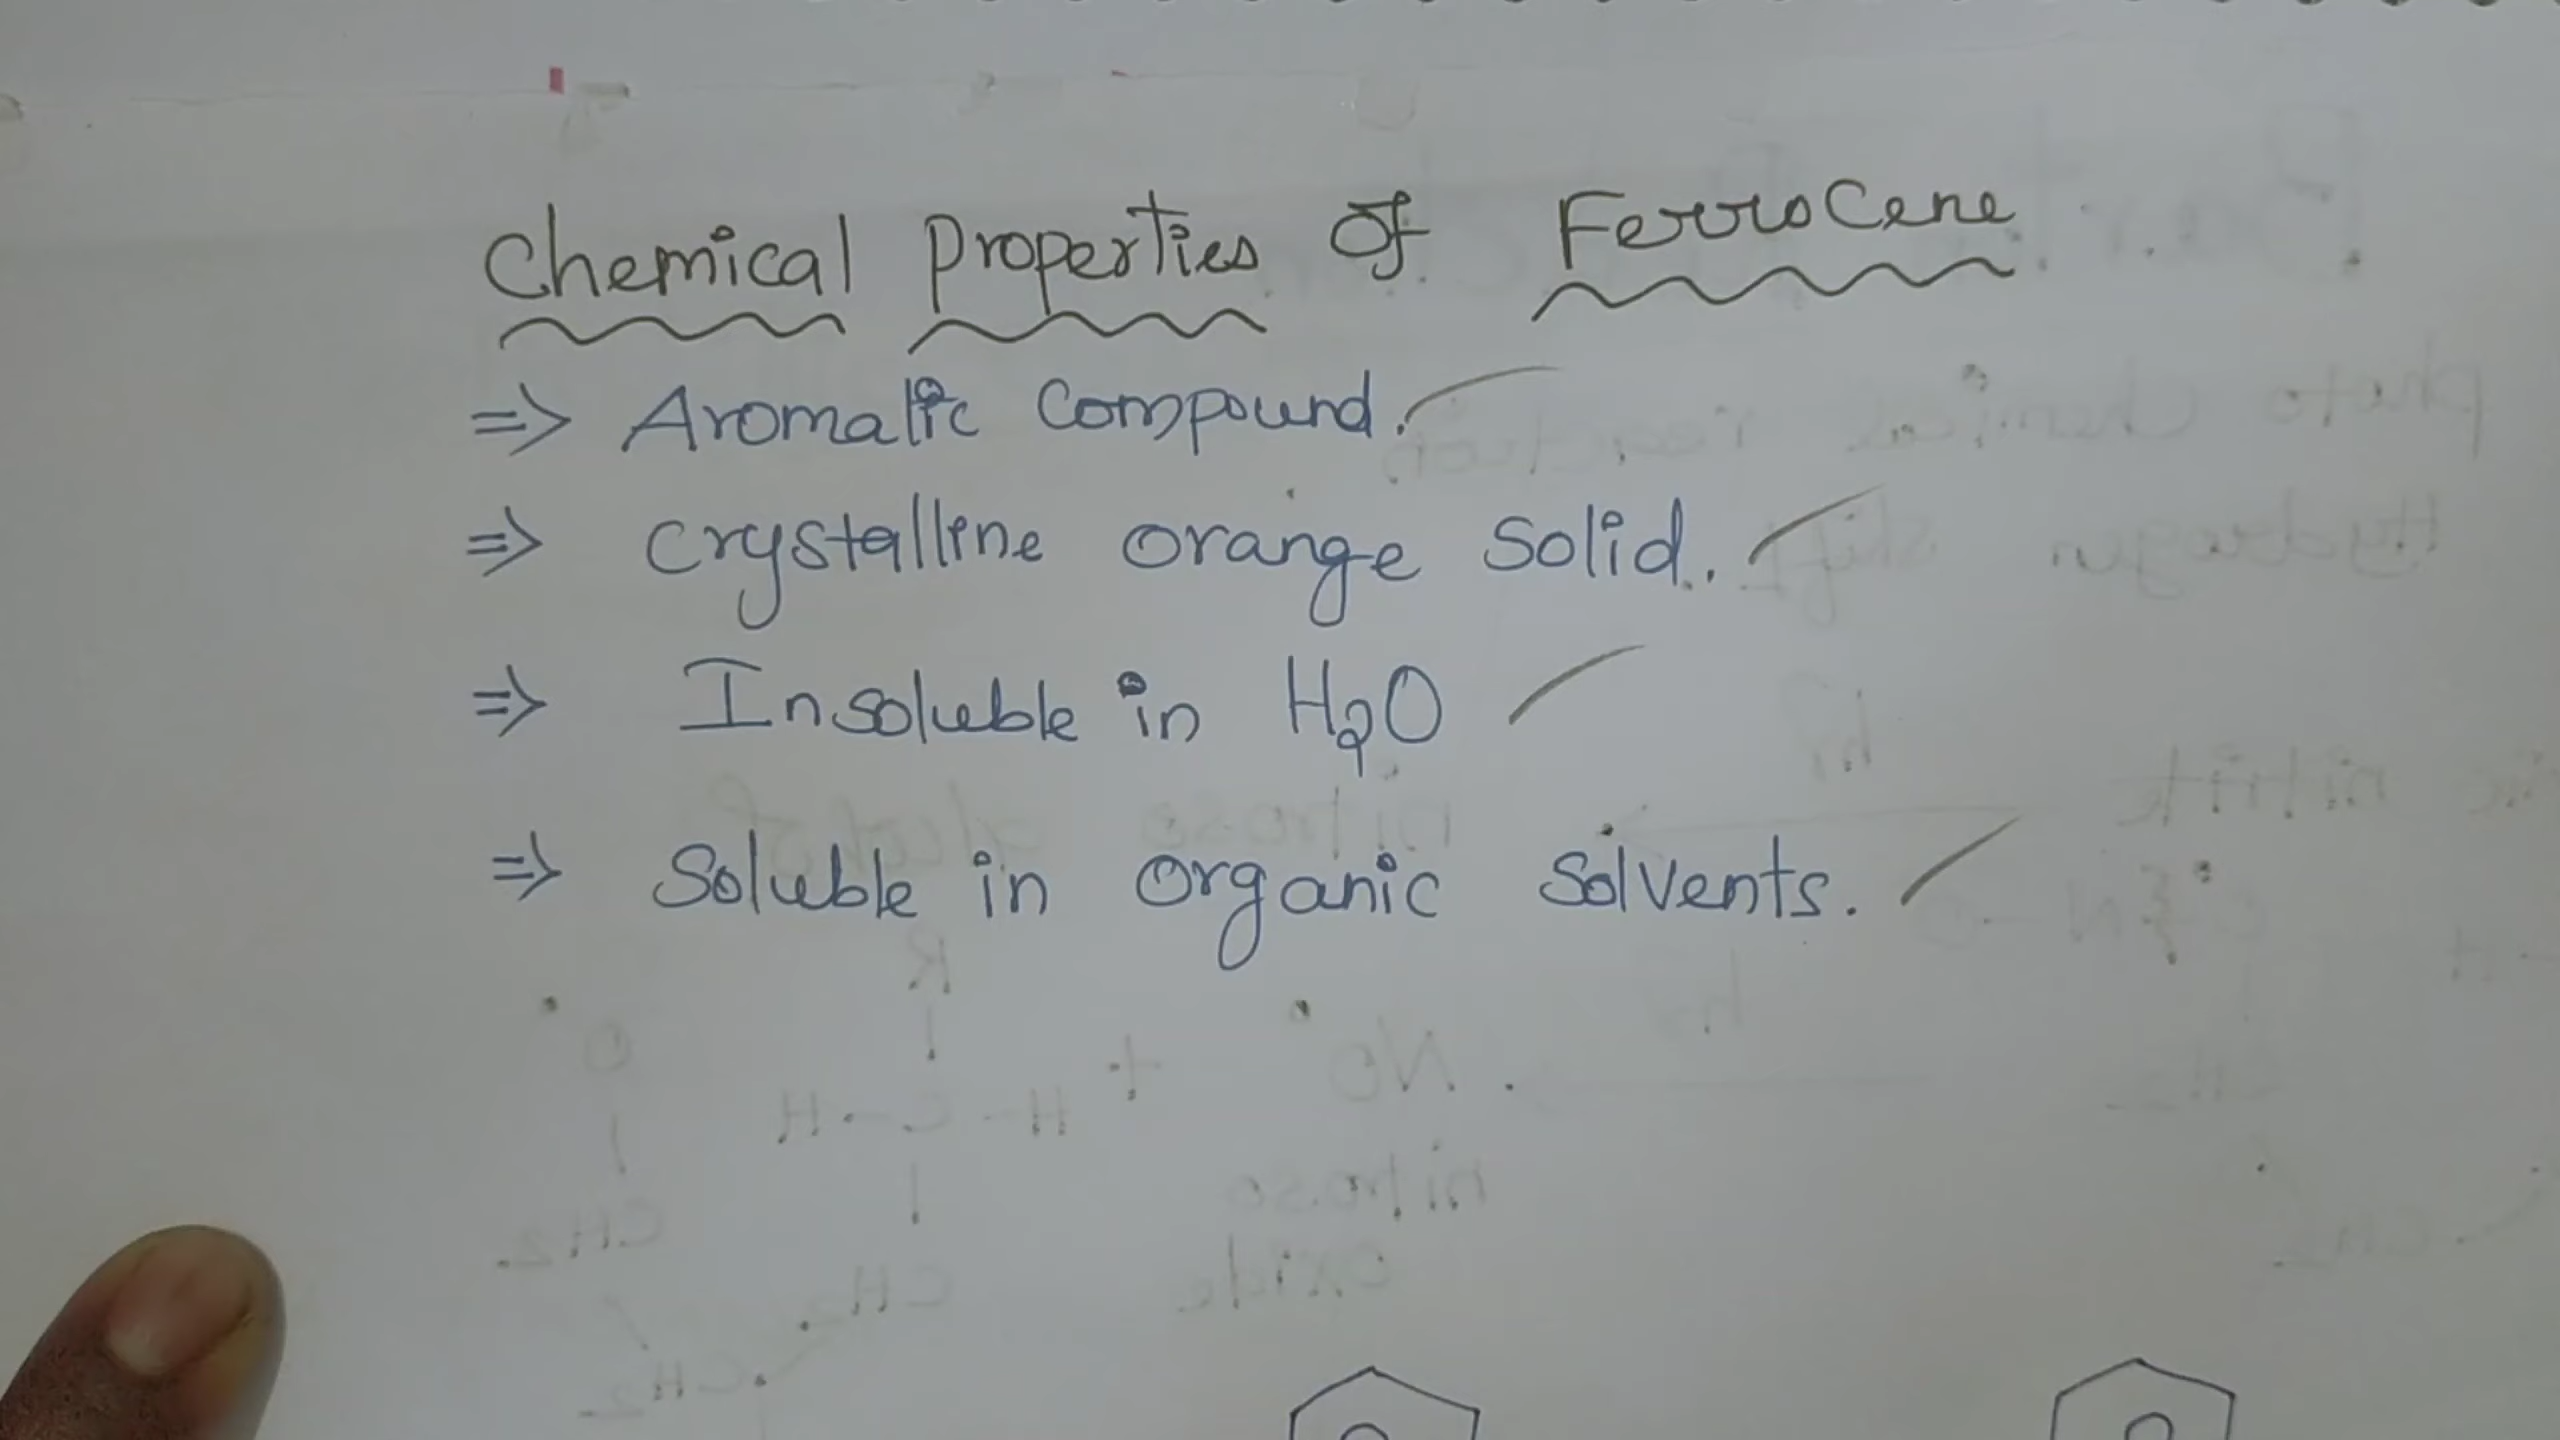 Chemical Properties Of Ferrocene
⇒ Aromatic Compound.
⇒ Crystalline orange Solid.
⇒ Insoluble in H2O
⇒ Soluble in organic Solvents.